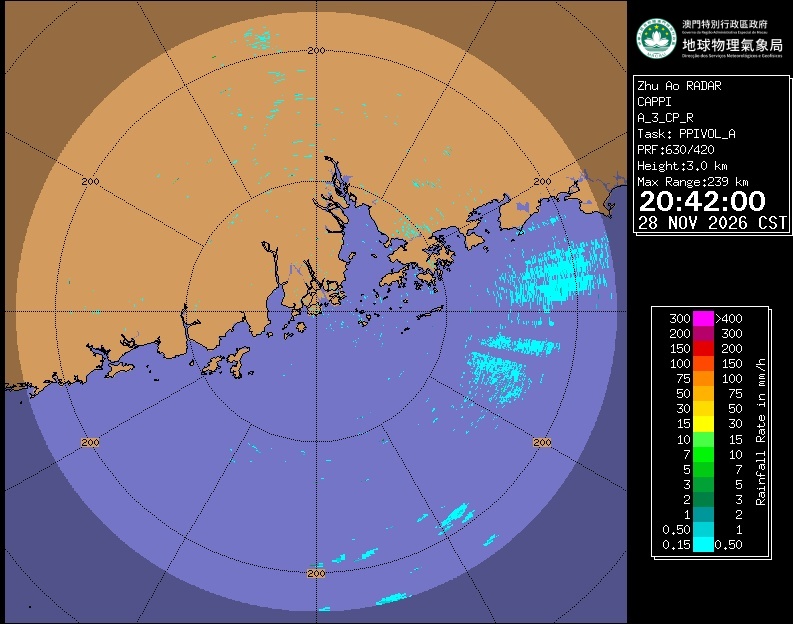 澳門特別行政區政府
地球物理氣象局
Zhu Ao RADAR
CAPPI
A_3_CP_R
Task: PPIVOL_A
PRF:630/420
Height:3.0 km
Max Range:239 km
20:42:00
28 NOV 2026 CST
200
200
200
200
200
200
300 >400
200 300
150 200
100 150
75 100
50 75
30 50
15 30
10 15
7 10
5 7
3 5
2 3
1 2
0.50 1
0.15 0.50
Rainfall Rate in mm/h